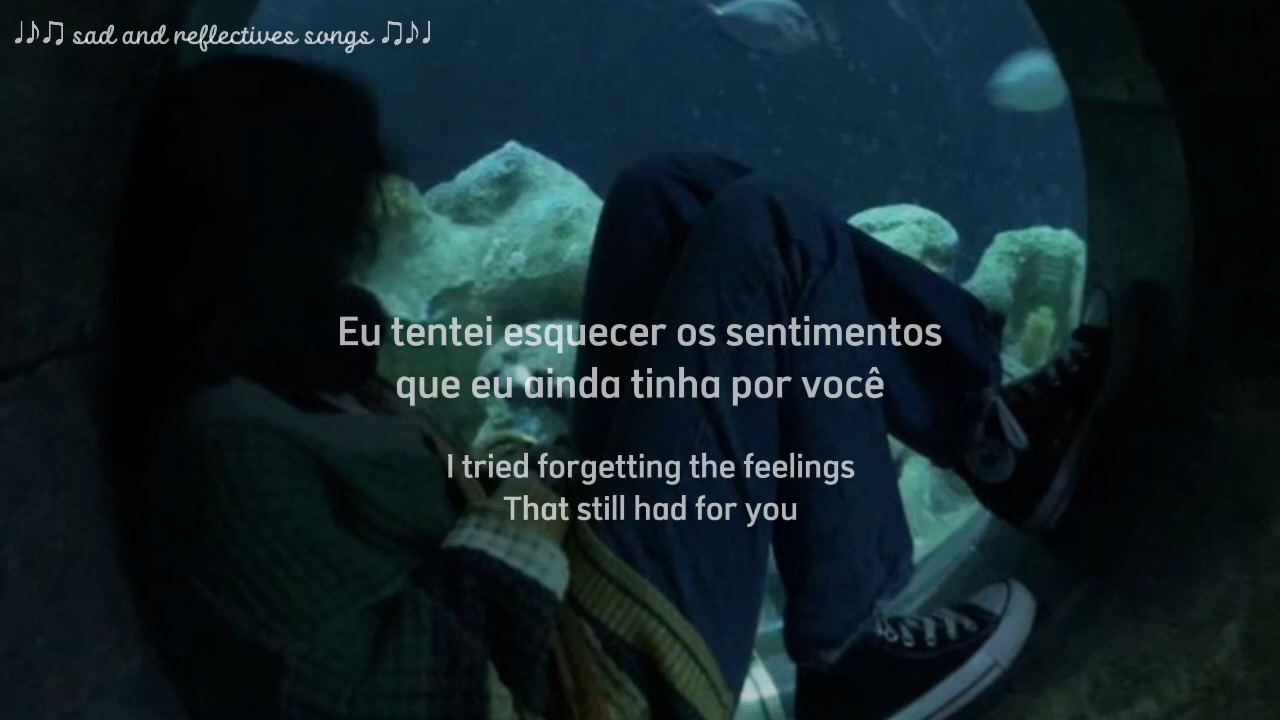 ♩♪♫ sad and reflectives songs ♫♪♩
Eu tentei esquecer os sentimentos
que eu ainda tinha por você
I tried forgetting the feelings
That still had for you